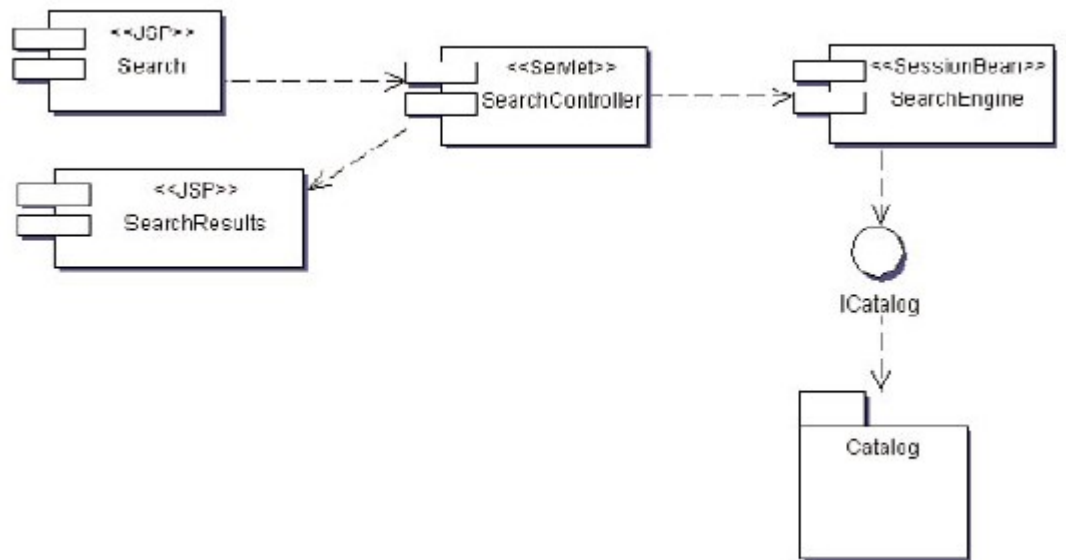 <<JSP>>
Search
<<Servlet>>
SearchController
<<SessionBean>>
SearchEngine
<<JSP>>
SearchResults
ICatalog
Catalog